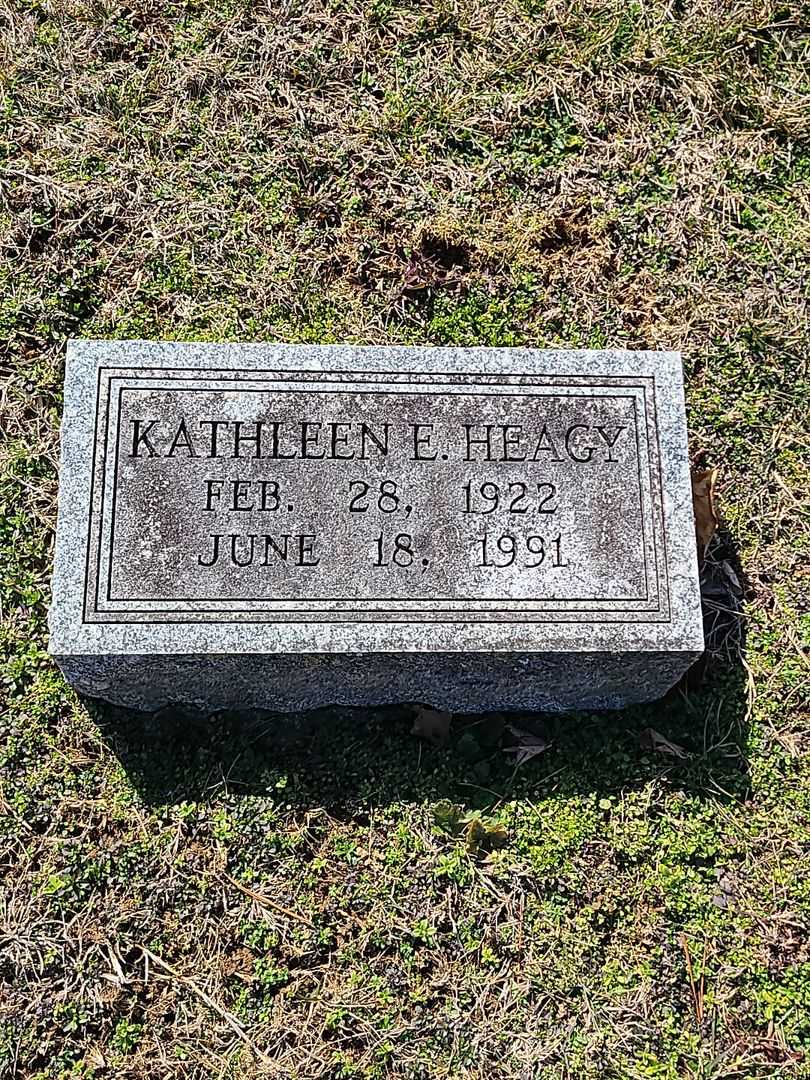 KATHLEEN E. HEAGY
FEB. 28, 1922
JUNE 18, 1991